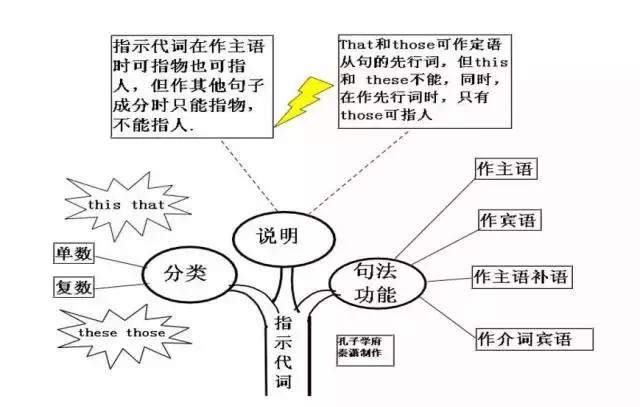 指示代词在作主语
时可指物也可指
人，但作其他句子
成分时只能指物，
不能指人.
That和those可作定语
从句的先行词，但this
和 these不能，同时，
在作先行词时，只有
those可指人
this that
单数
复数
these those
分类
说明
句法
功能
作主语
作宾语
作主语补语
作介词宾语
指示代词
孔子学府
秦潇制作